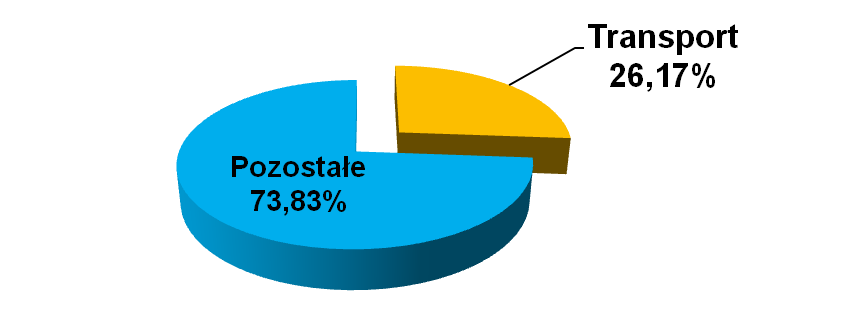 Transport
26,17%
Pozostałe
73,83%